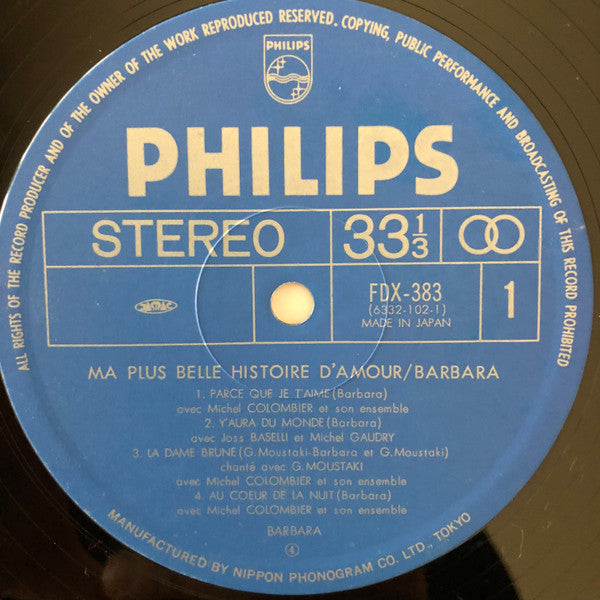 ALL RIGHTS OF THE RECORD PRODUCER AND OF THE OWNER OF THE WORK REPRODUCED RESERVED. COPYING, PUBLIC PERFORMANCE AND BROADCASTING OF THIS RECORD PROHIBITED
PHILIPS
PHILIPS
STEREO 33 1/3
FDX-383
(6332-102-1)
MADE IN JAPAN
1
MA PLUS BELLE HISTOIRE D'AMOUR/BARBARA
1. PARCE QUE JE T'AIME (Barbara)
avec Michel COLOMBIER et son ensemble
2. Y'AURA DU MONDE (Barbara)
avec Joss BASELLI et Michel GAUDRY
3. LA DAME BRUNE (G. Moustaki-Barbara et G. Moustaki)
chanté avec G. MOUSTAKI
avec Michel COLOMBIER et son ensemble
4. AU COEUR DE LA NUIT (Barbara)
avec Michel COLOMBIER et son ensemble
BARBARA
④
MANUFACTURED BY NIPPON PHONOGRAM CO. LTD., TOKYO